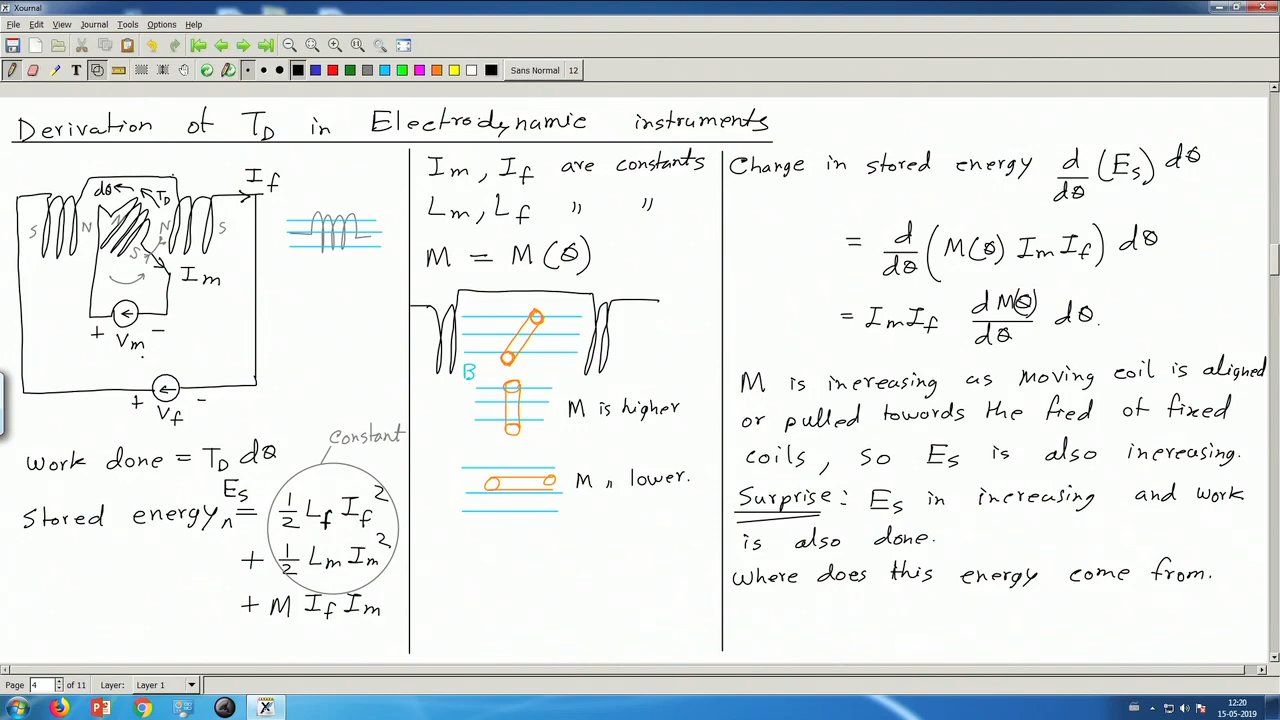 Xournal
File Edit View Journal Tools Options Help
Sans Normal 12
Derivation of T_D in Electrodynamic instruments
I_f
dθ
T_D
S N N N S
S
I_m
+ -
V_m
+ -
V_f
Work done = T_D dθ
constant
Stored energy, E_s = 1/2 L_f I_f^2
+ 1/2 L_m I_m^2
+ M I_f I_m
I_m, I_f are constants
L_m, L_f " "
M = M(θ)
B
M is higher
M " lower.
Change in stored energy d/dθ (E_s) dθ
= d/dθ (M(θ) I_m I_f) dθ
= I_m I_f dM(θ)/dθ dθ.
M is increasing as moving coil is aligned
or pulled towards the fied of fixed
coils, so E_s is also increasing.
Surprise : E_s in increasing and work
is also done.
Where does this energy come from.
Page 4 of 11 Layer: Layer 1
12:20
15-05-2019